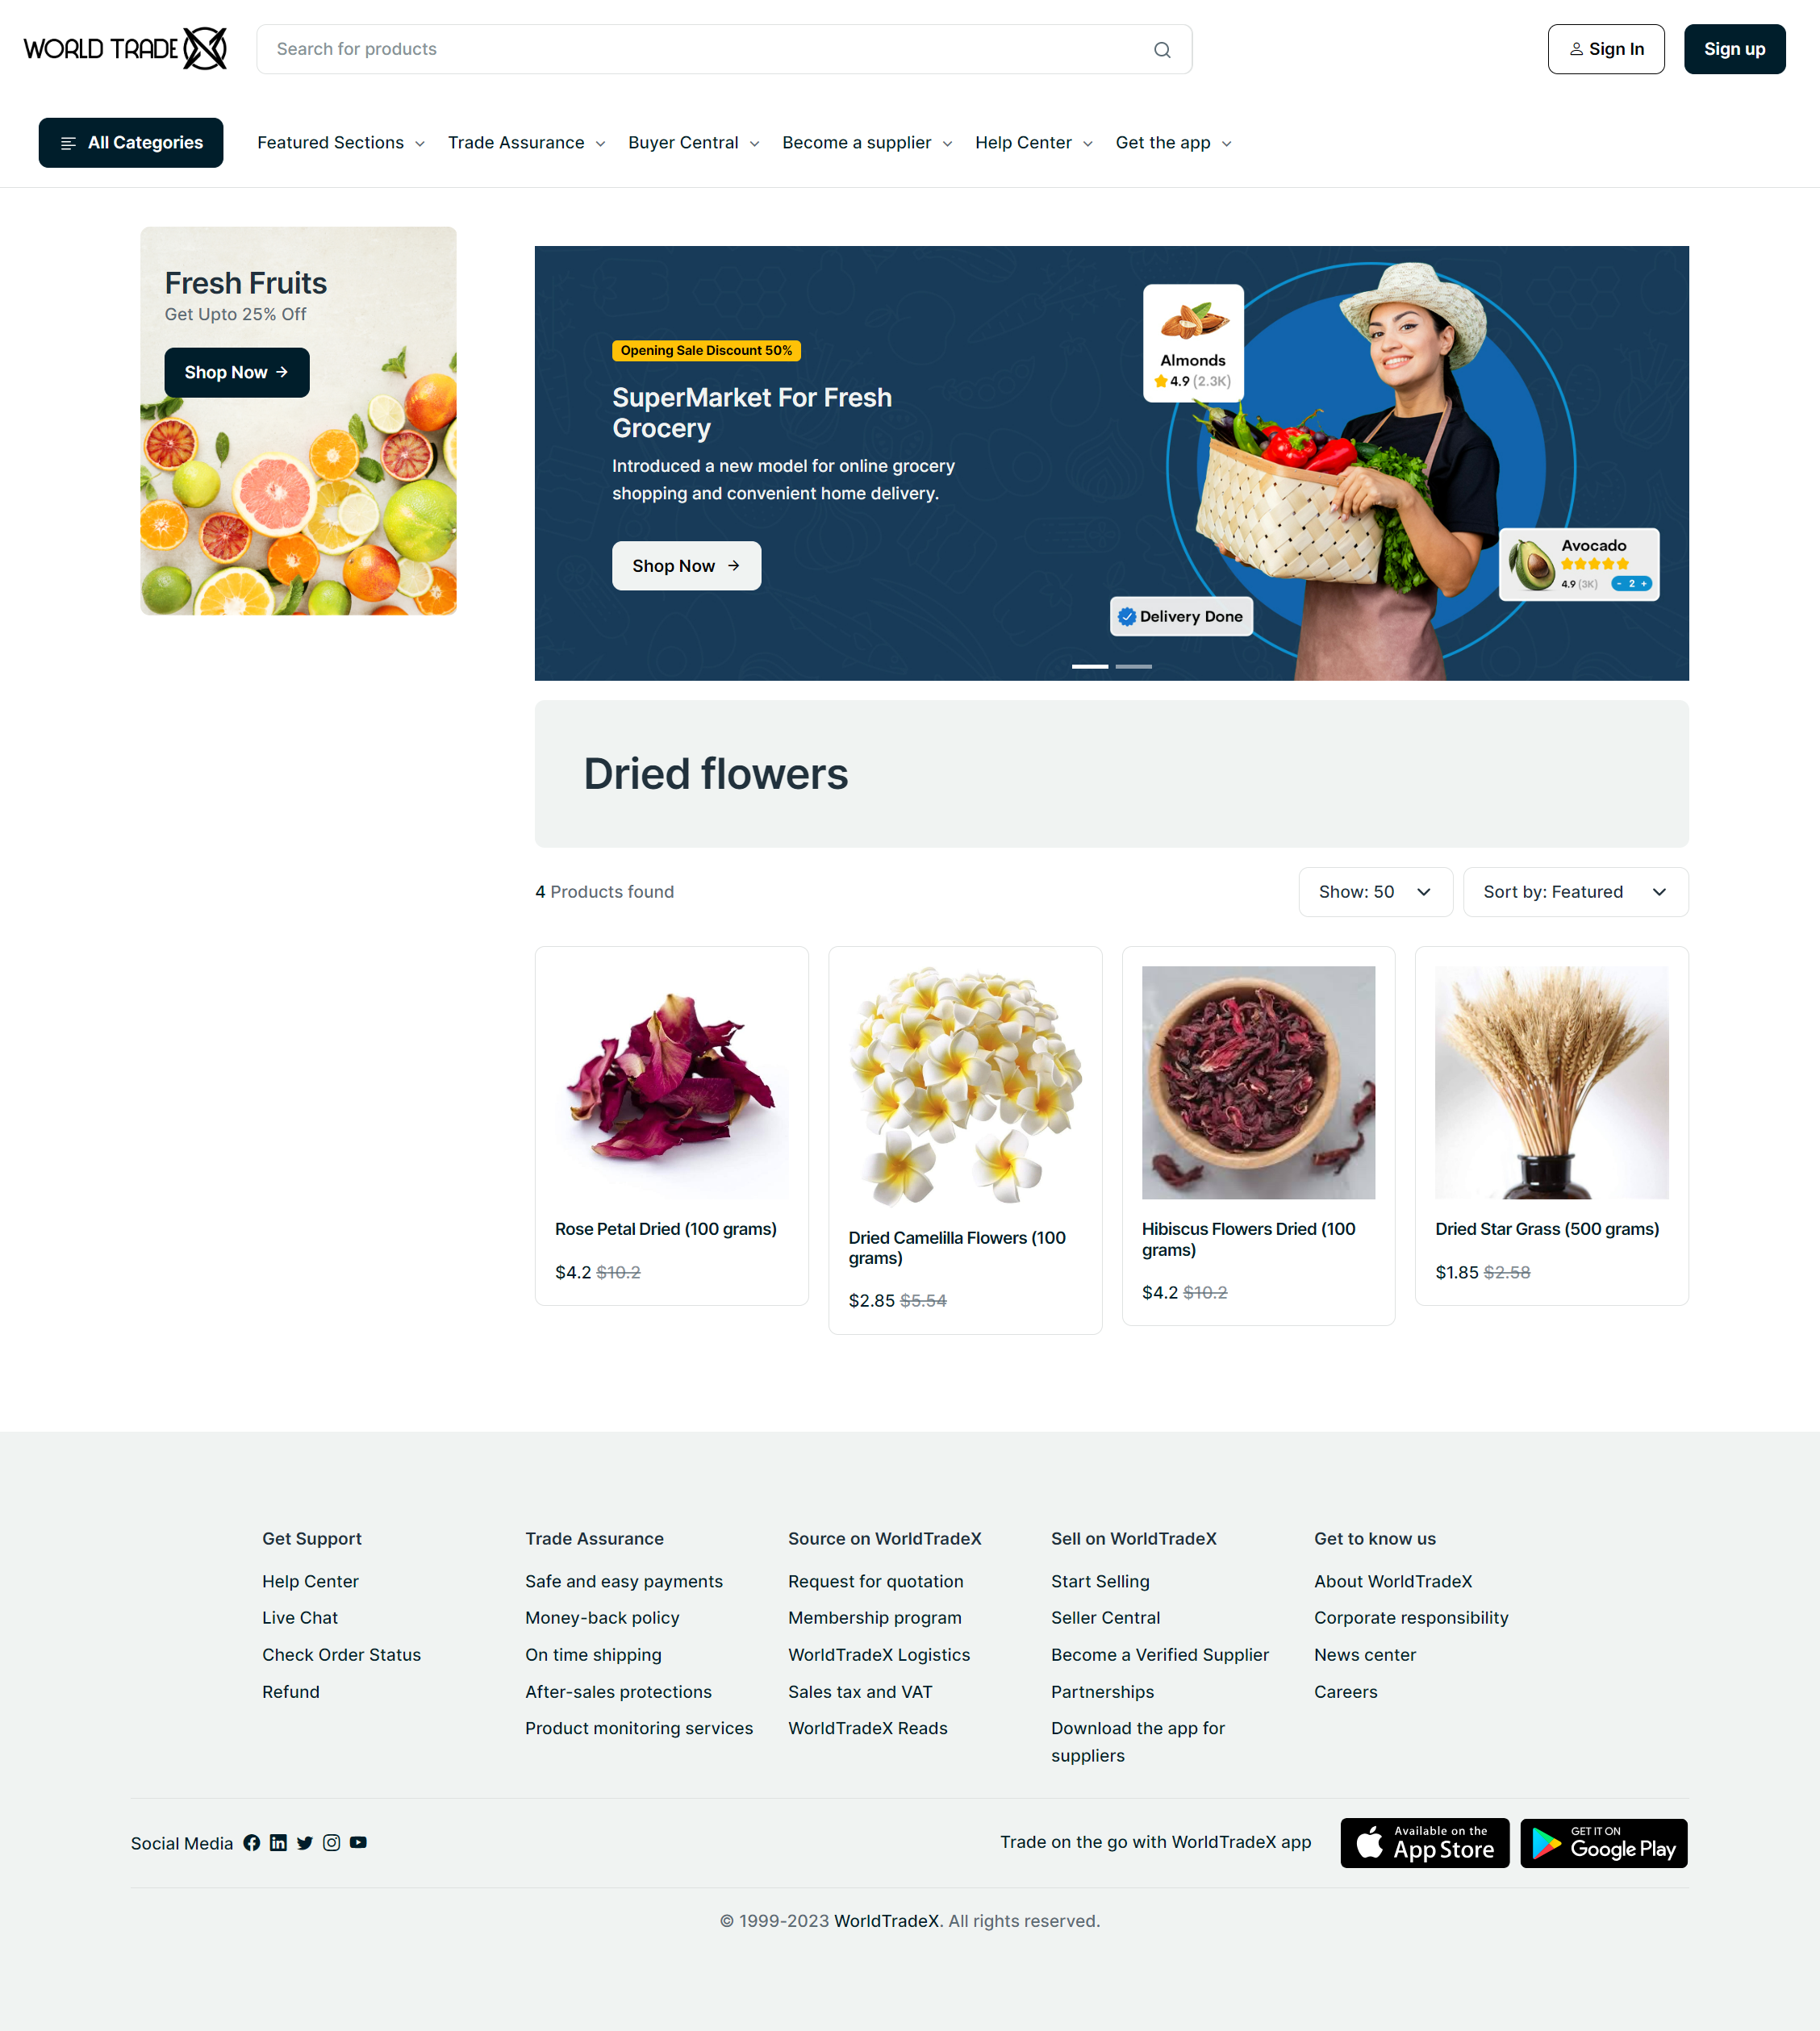 WORLD TRADE X
Search for products
Sign In
Sign up
All Categories
Featured Sections
Trade Assurance
Buyer Central
Become a supplier
Help Center
Get the app
Fresh Fruits
Get Upto 25% Off
Shop Now
Opening Sale Discount 50%
SuperMarket For Fresh
Grocery
Introduced a new model for online grocery
shopping and convenient home delivery.
Shop Now
Almonds
4.9 (2.3K)
Avocado
4.9 (3K) - 2 +
Delivery Done
Dried flowers
4 Products found
Show: 50
Sort by: Featured
Rose Petal Dried (100 grams)
$4.2 $10.2
Dried Camelilla Flowers (100
grams)
$2.85 $5.54
Hibiscus Flowers Dried (100
grams)
$4.2 $10.2
Dried Star Grass (500 grams)
$1.85 $2.58
Get Support
Help Center
Live Chat
Check Order Status
Refund
Trade Assurance
Safe and easy payments
Money-back policy
On time shipping
After-sales protections
Product monitoring services
Source on WorldTradeX
Request for quotation
Membership program
WorldTradeX Logistics
Sales tax and VAT
WorldTradeX Reads
Sell on WorldTradeX
Start Selling
Seller Central
Become a Verified Supplier
Partnerships
Download the app for
suppliers
Get to know us
About WorldTradeX
Corporate responsibility
News center
Careers
Social Media
Trade on the go with WorldTradeX app
Available on the
App Store
GET IT ON
Google Play
© 1999-2023 WorldTradeX. All rights reserved.